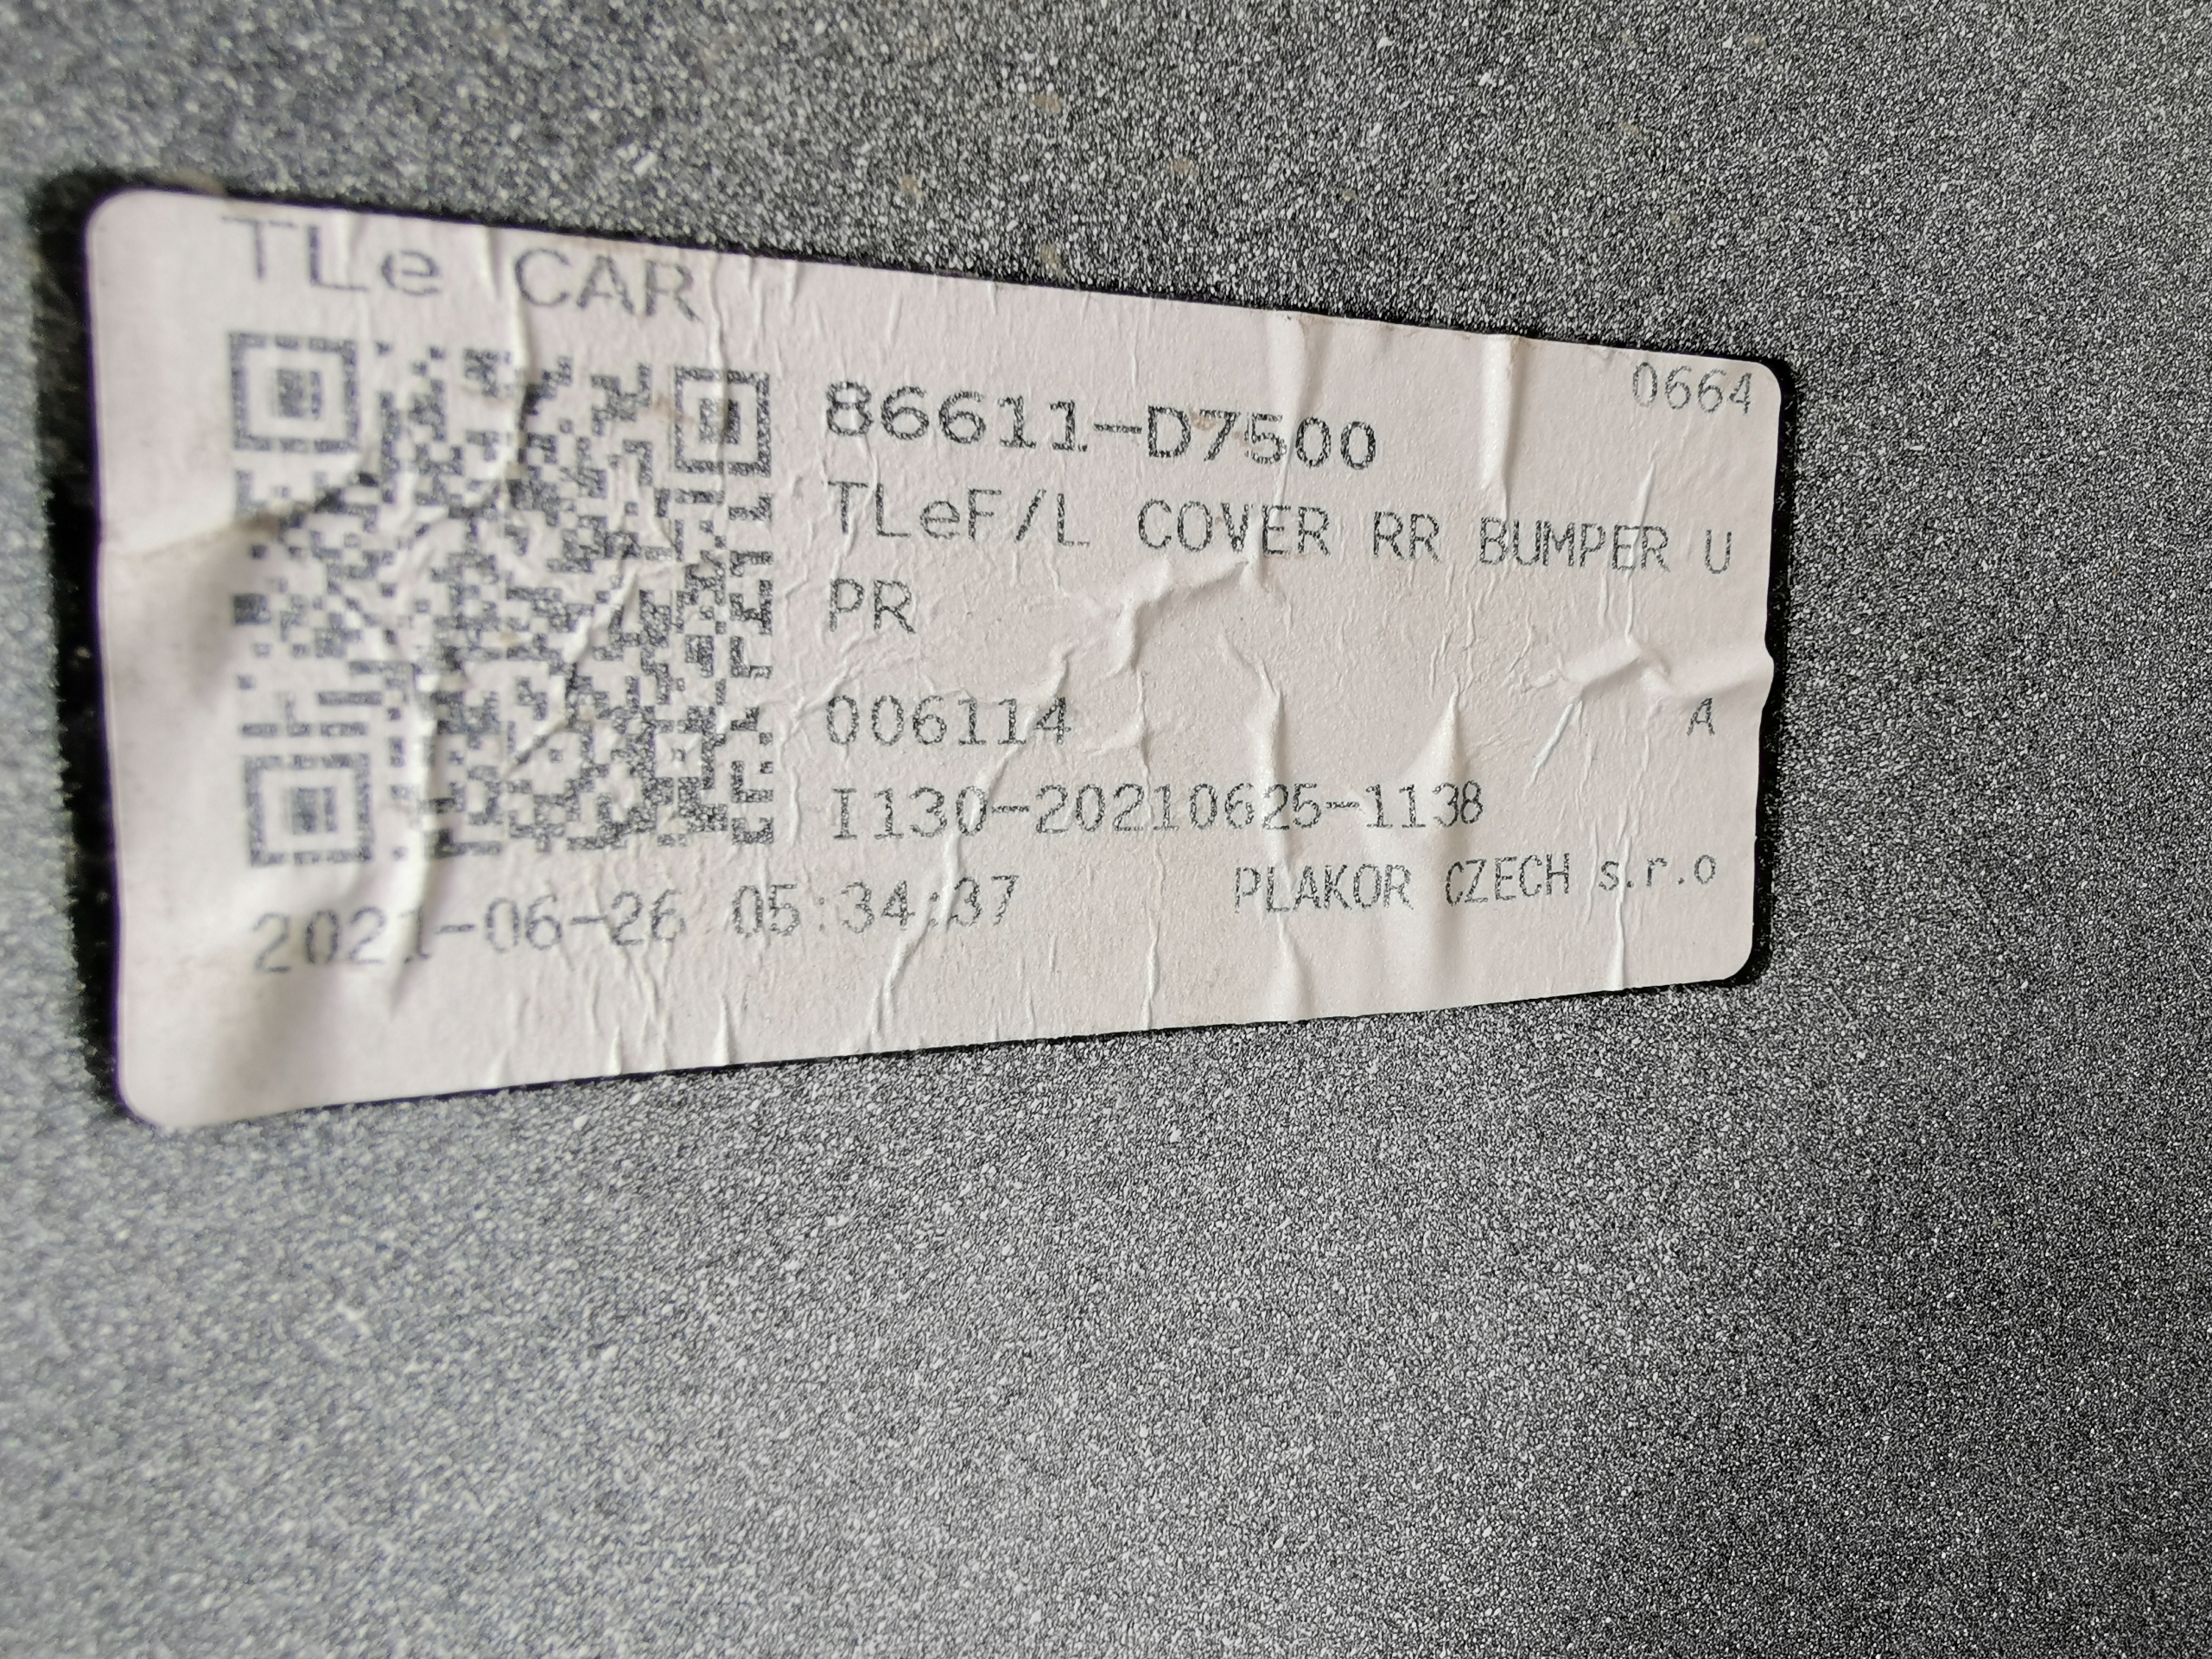 TLe CAR
0664
86611-D7500
TLeF/L COVER RR BUMPER U
PR
006114 A
I130-20210625-1138
2021-06-26 05:34:37 PLAKOR CZECH s.r.o